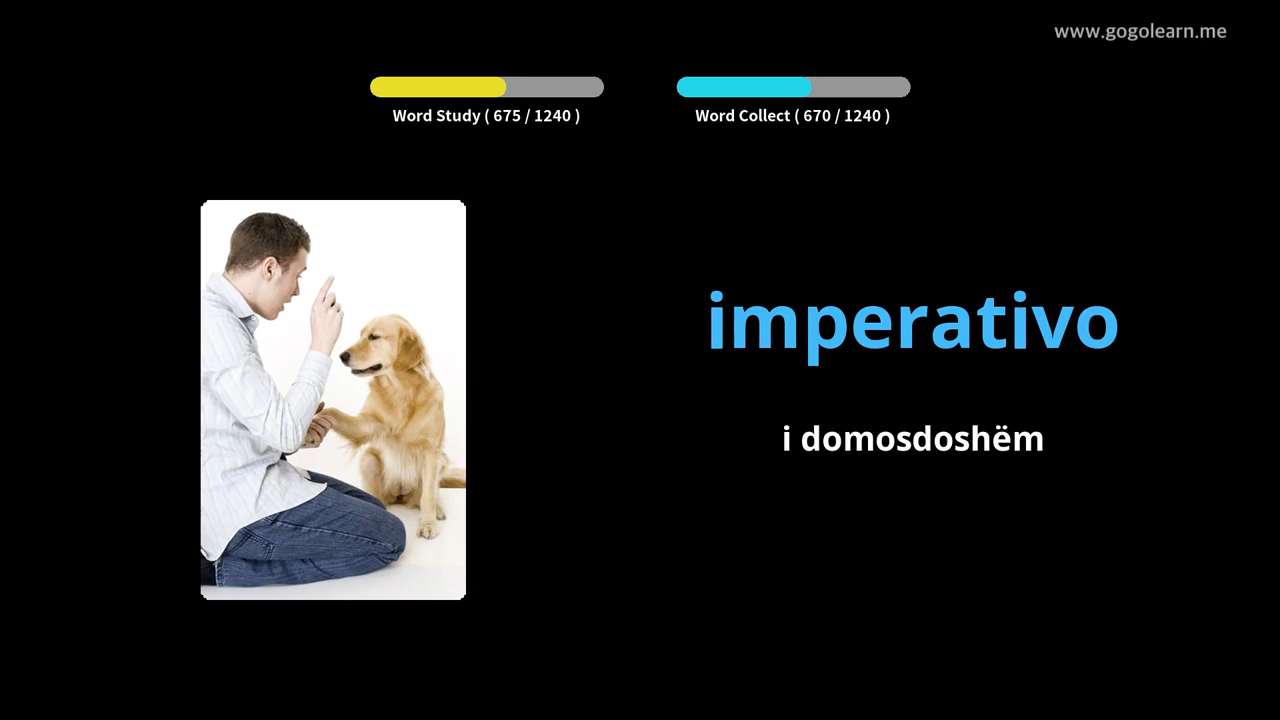 www.gogolearn.me
Word Study ( 675 / 1240 )
Word Collect ( 670 / 1240 )
imperativo
i domosdoshëm